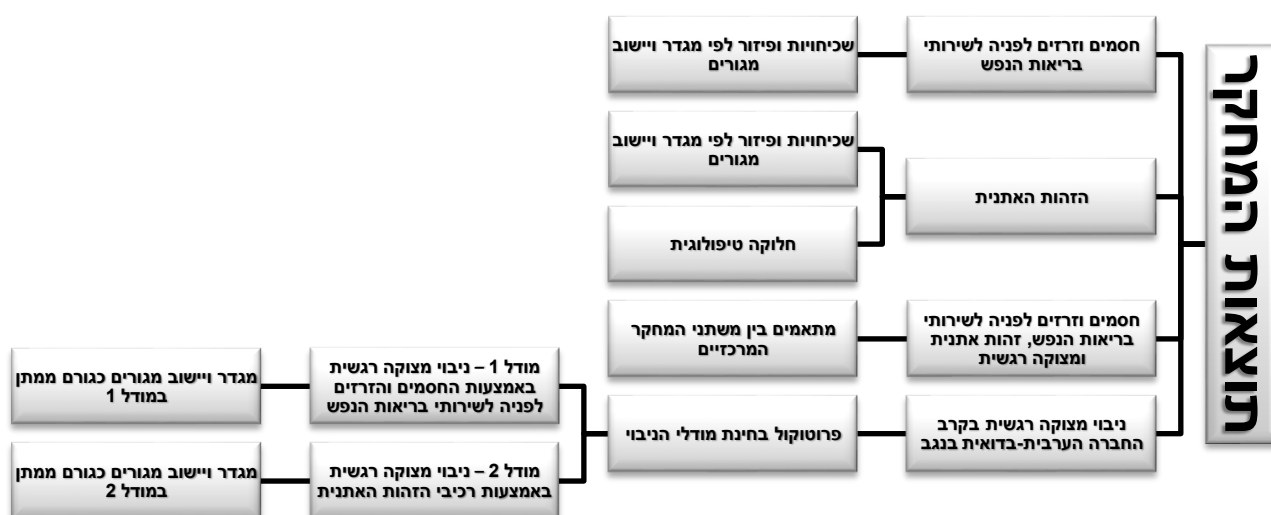 תוצאות המחקר
חסמים וזרזים לפניה לשירותי
בריאות הנפש
שכיחויות ופיזור לפי מגדר ויישוב
מגורים
הזהות האתנית
שכיחויות ופיזור לפי מגדר ויישוב
מגורים
חלוקה טיפולוגית
חסמים וזרזים לפניה לשירותי
בריאות הנפש, זהות אתנית
ומצוקה רגשית
מתאמים בין משתני המחקר
המרכזיים
ניבוי מצוקה רגשית בקרב
החברה הערבית-בדואית בנגב
פרוטוקול בחינת מודלי הניבוי
מודל 1 – ניבוי מצוקה רגשית
באמצעות החסמים והזרזים
לפניה לשירותי בריאות הנפש
מגדר ויישוב מגורים כגורם ממתן
במודל 1
מודל 2 – ניבוי מצוקה רגשית
באמצעות רכיבי הזהות האתנית
מגדר ויישוב מגורים כגורם ממתן
במודל 2